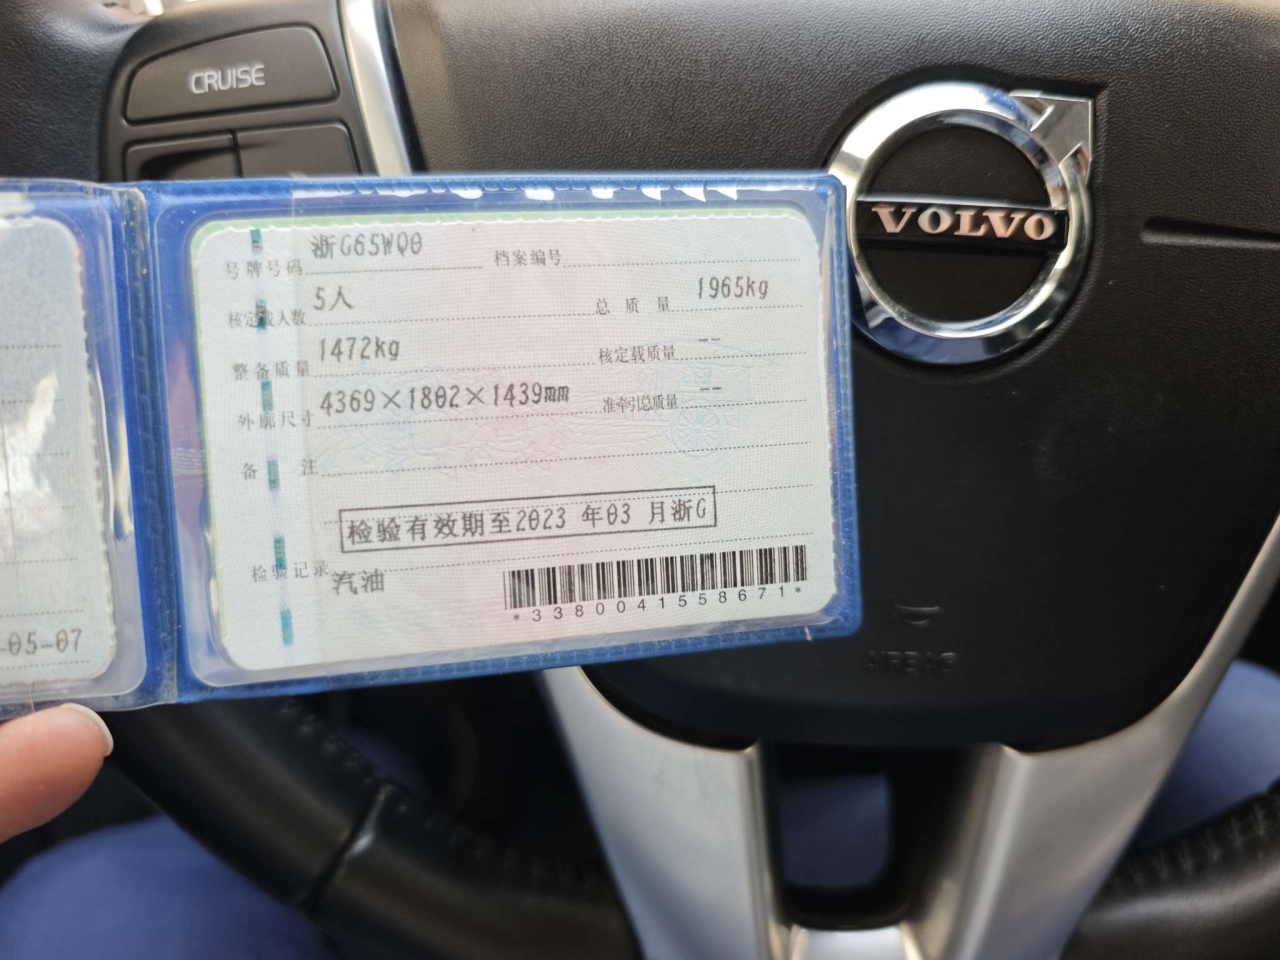 CRUISE
VOLVO
号牌号码 浙G65WQ0 档案编号
核定载人数 5人 总质量 1965kg
整备质量 1472kg 核定载质量 --
外廓尺寸 4369×1802×1439mm 准牵引总质量 --
备注
检验有效期至2023年03月浙G
检验记录 汽油
*3380041558671*
-05-07
AIRBAG